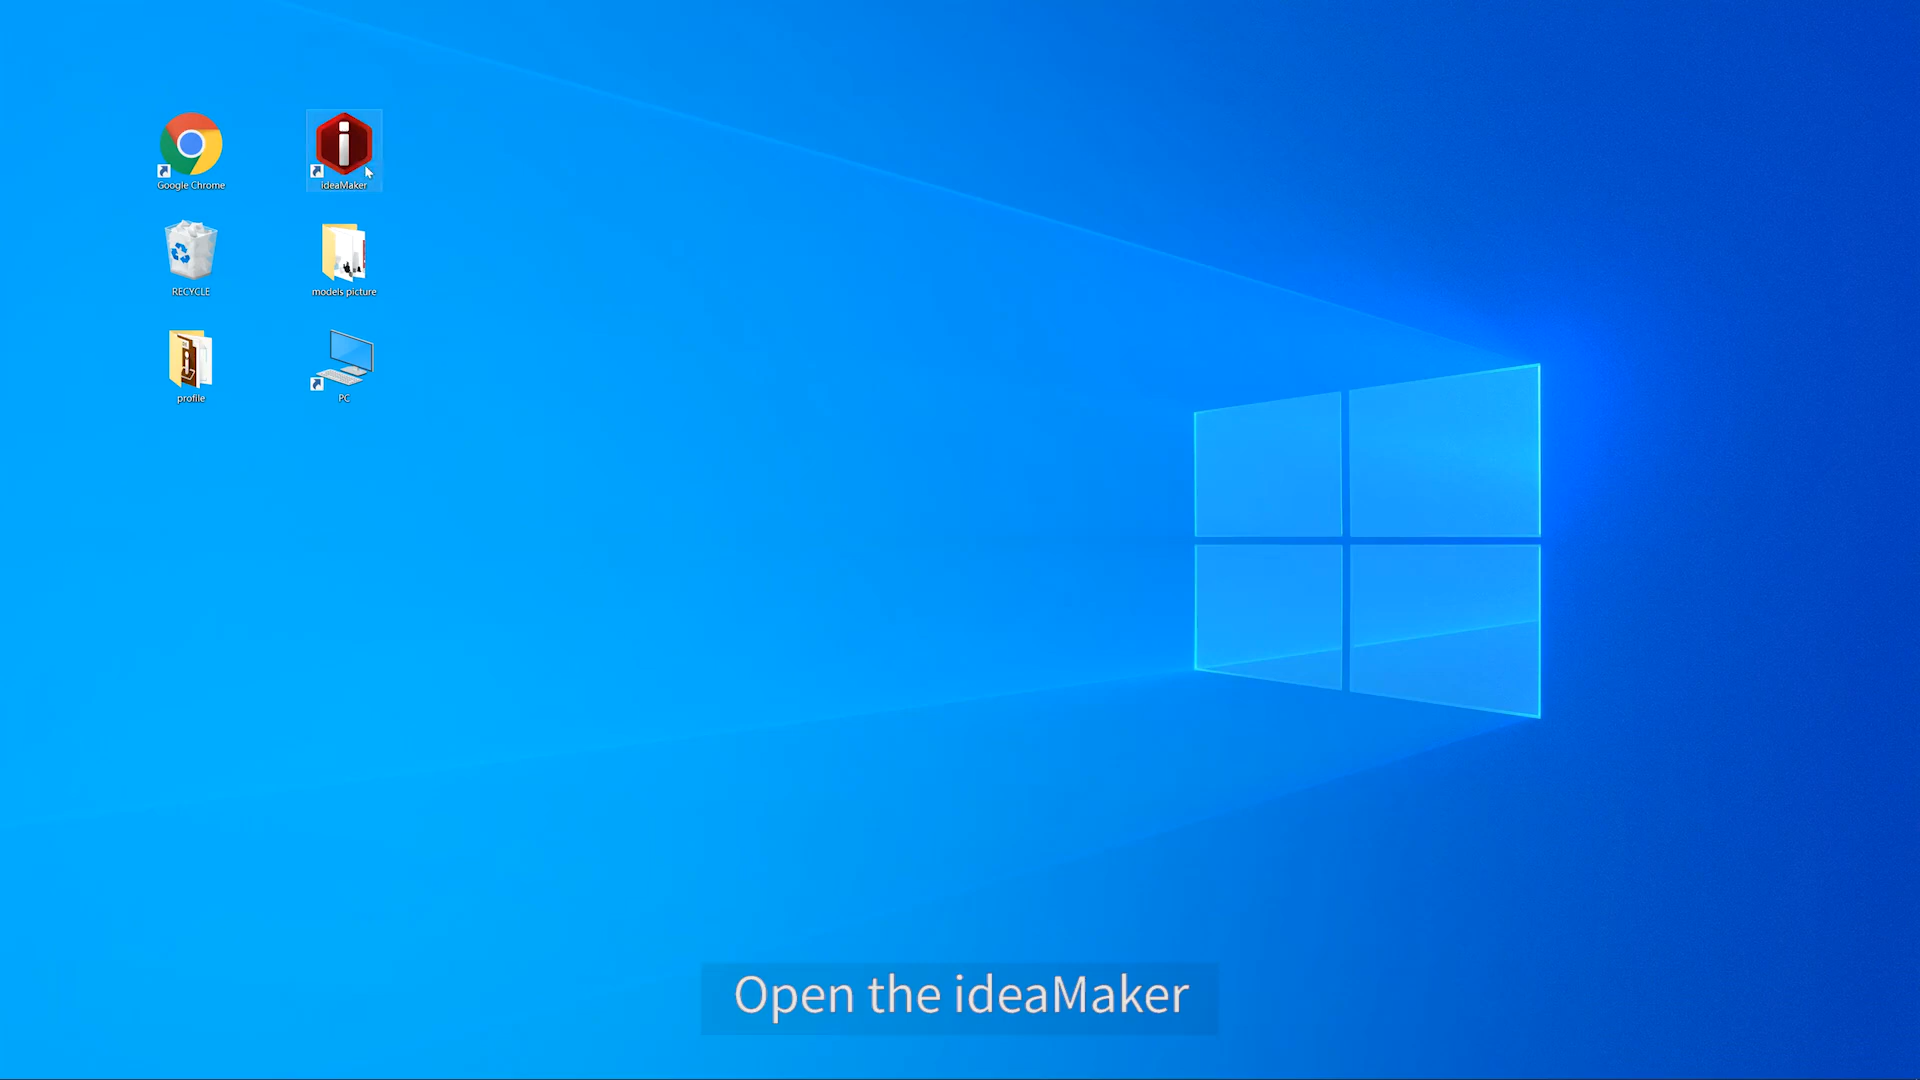 Google Chrome
ideaMaker
RECYCLE
models picture
profile
PC
Open the ideaMaker